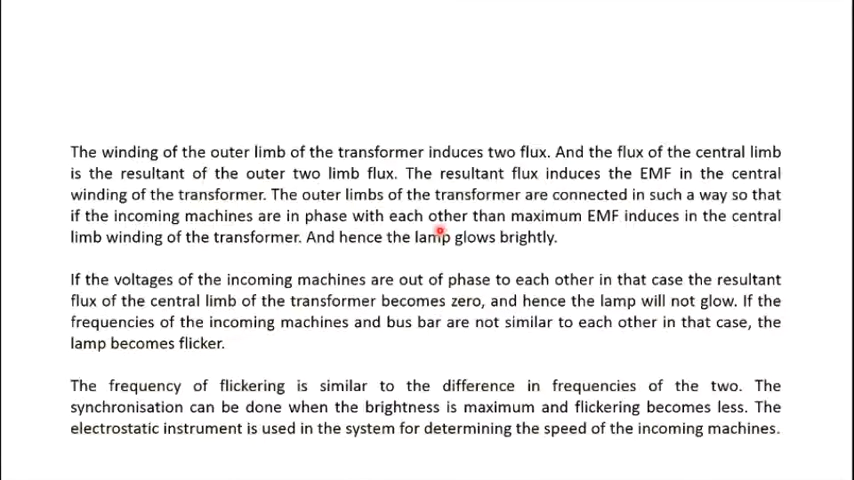 The winding of the outer limb of the transformer induces two flux. And the flux of the central limb
is the resultant of the outer two limb flux. The resultant flux induces the EMF in the central
winding of the transformer. The outer limbs of the transformer are connected in such a way so that
if the incoming machines are in phase with each other than maximum EMF induces in the central
limb winding of the transformer. And hence the lamp glows brightly.
If the voltages of the incoming machines are out of phase to each other in that case the resultant
flux of the central limb of the transformer becomes zero, and hence the lamp will not glow. If the
frequencies of the incoming machines and bus bar are not similar to each other in that case, the
lamp becomes flicker.
The frequency of flickering is similar to the difference in frequencies of the two. The
synchronisation can be done when the brightness is maximum and flickering becomes less. The
electrostatic instrument is used in the system for determining the speed of the incoming machines.